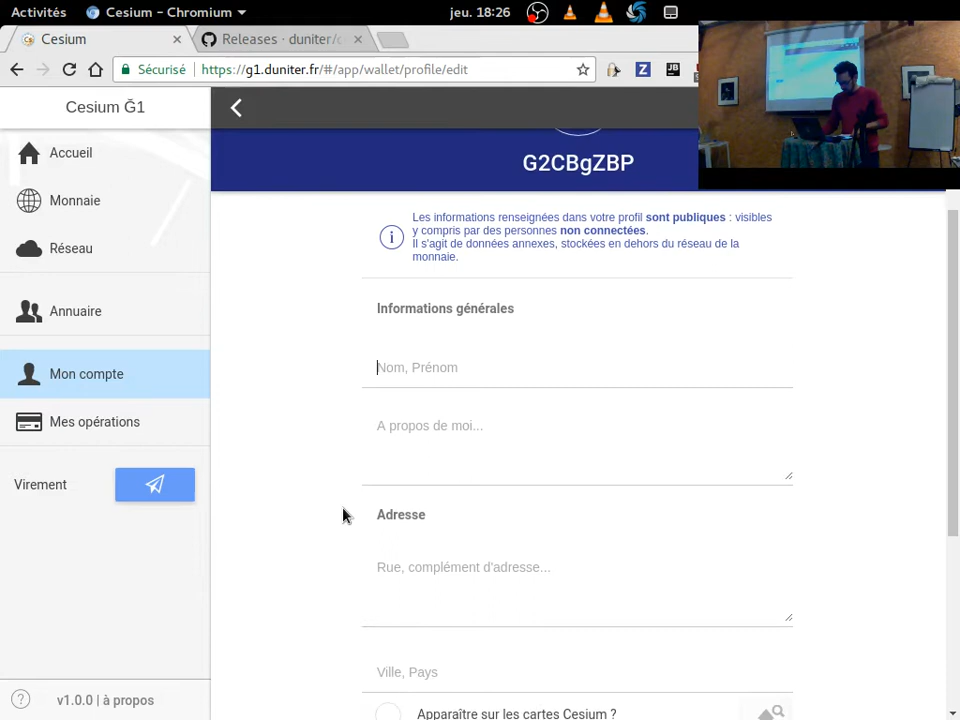 Activités
Cesium - Chromium
jeu. 18:26
Cesium
Releases · duniter/c
Sécurisé
https://g1.duniter.fr/#/app/wallet/profile/edit
Z
JB
Cesium Ğ1
Accueil
Monnaie
Réseau
Annuaire
Mon compte
Mes opérations
Virement
v1.0.0 | à propos
G2CBgZBP
Les informations renseignées dans votre profil sont publiques : visibles
y compris par des personnes non connectées.
Il s'agit de données annexes, stockées en dehors du réseau de la
monnaie.
Informations générales
Nom, Prénom
A propos de moi...
Adresse
Rue, complément d'adresse...
Ville, Pays
Apparaître sur les cartes Cesium ?